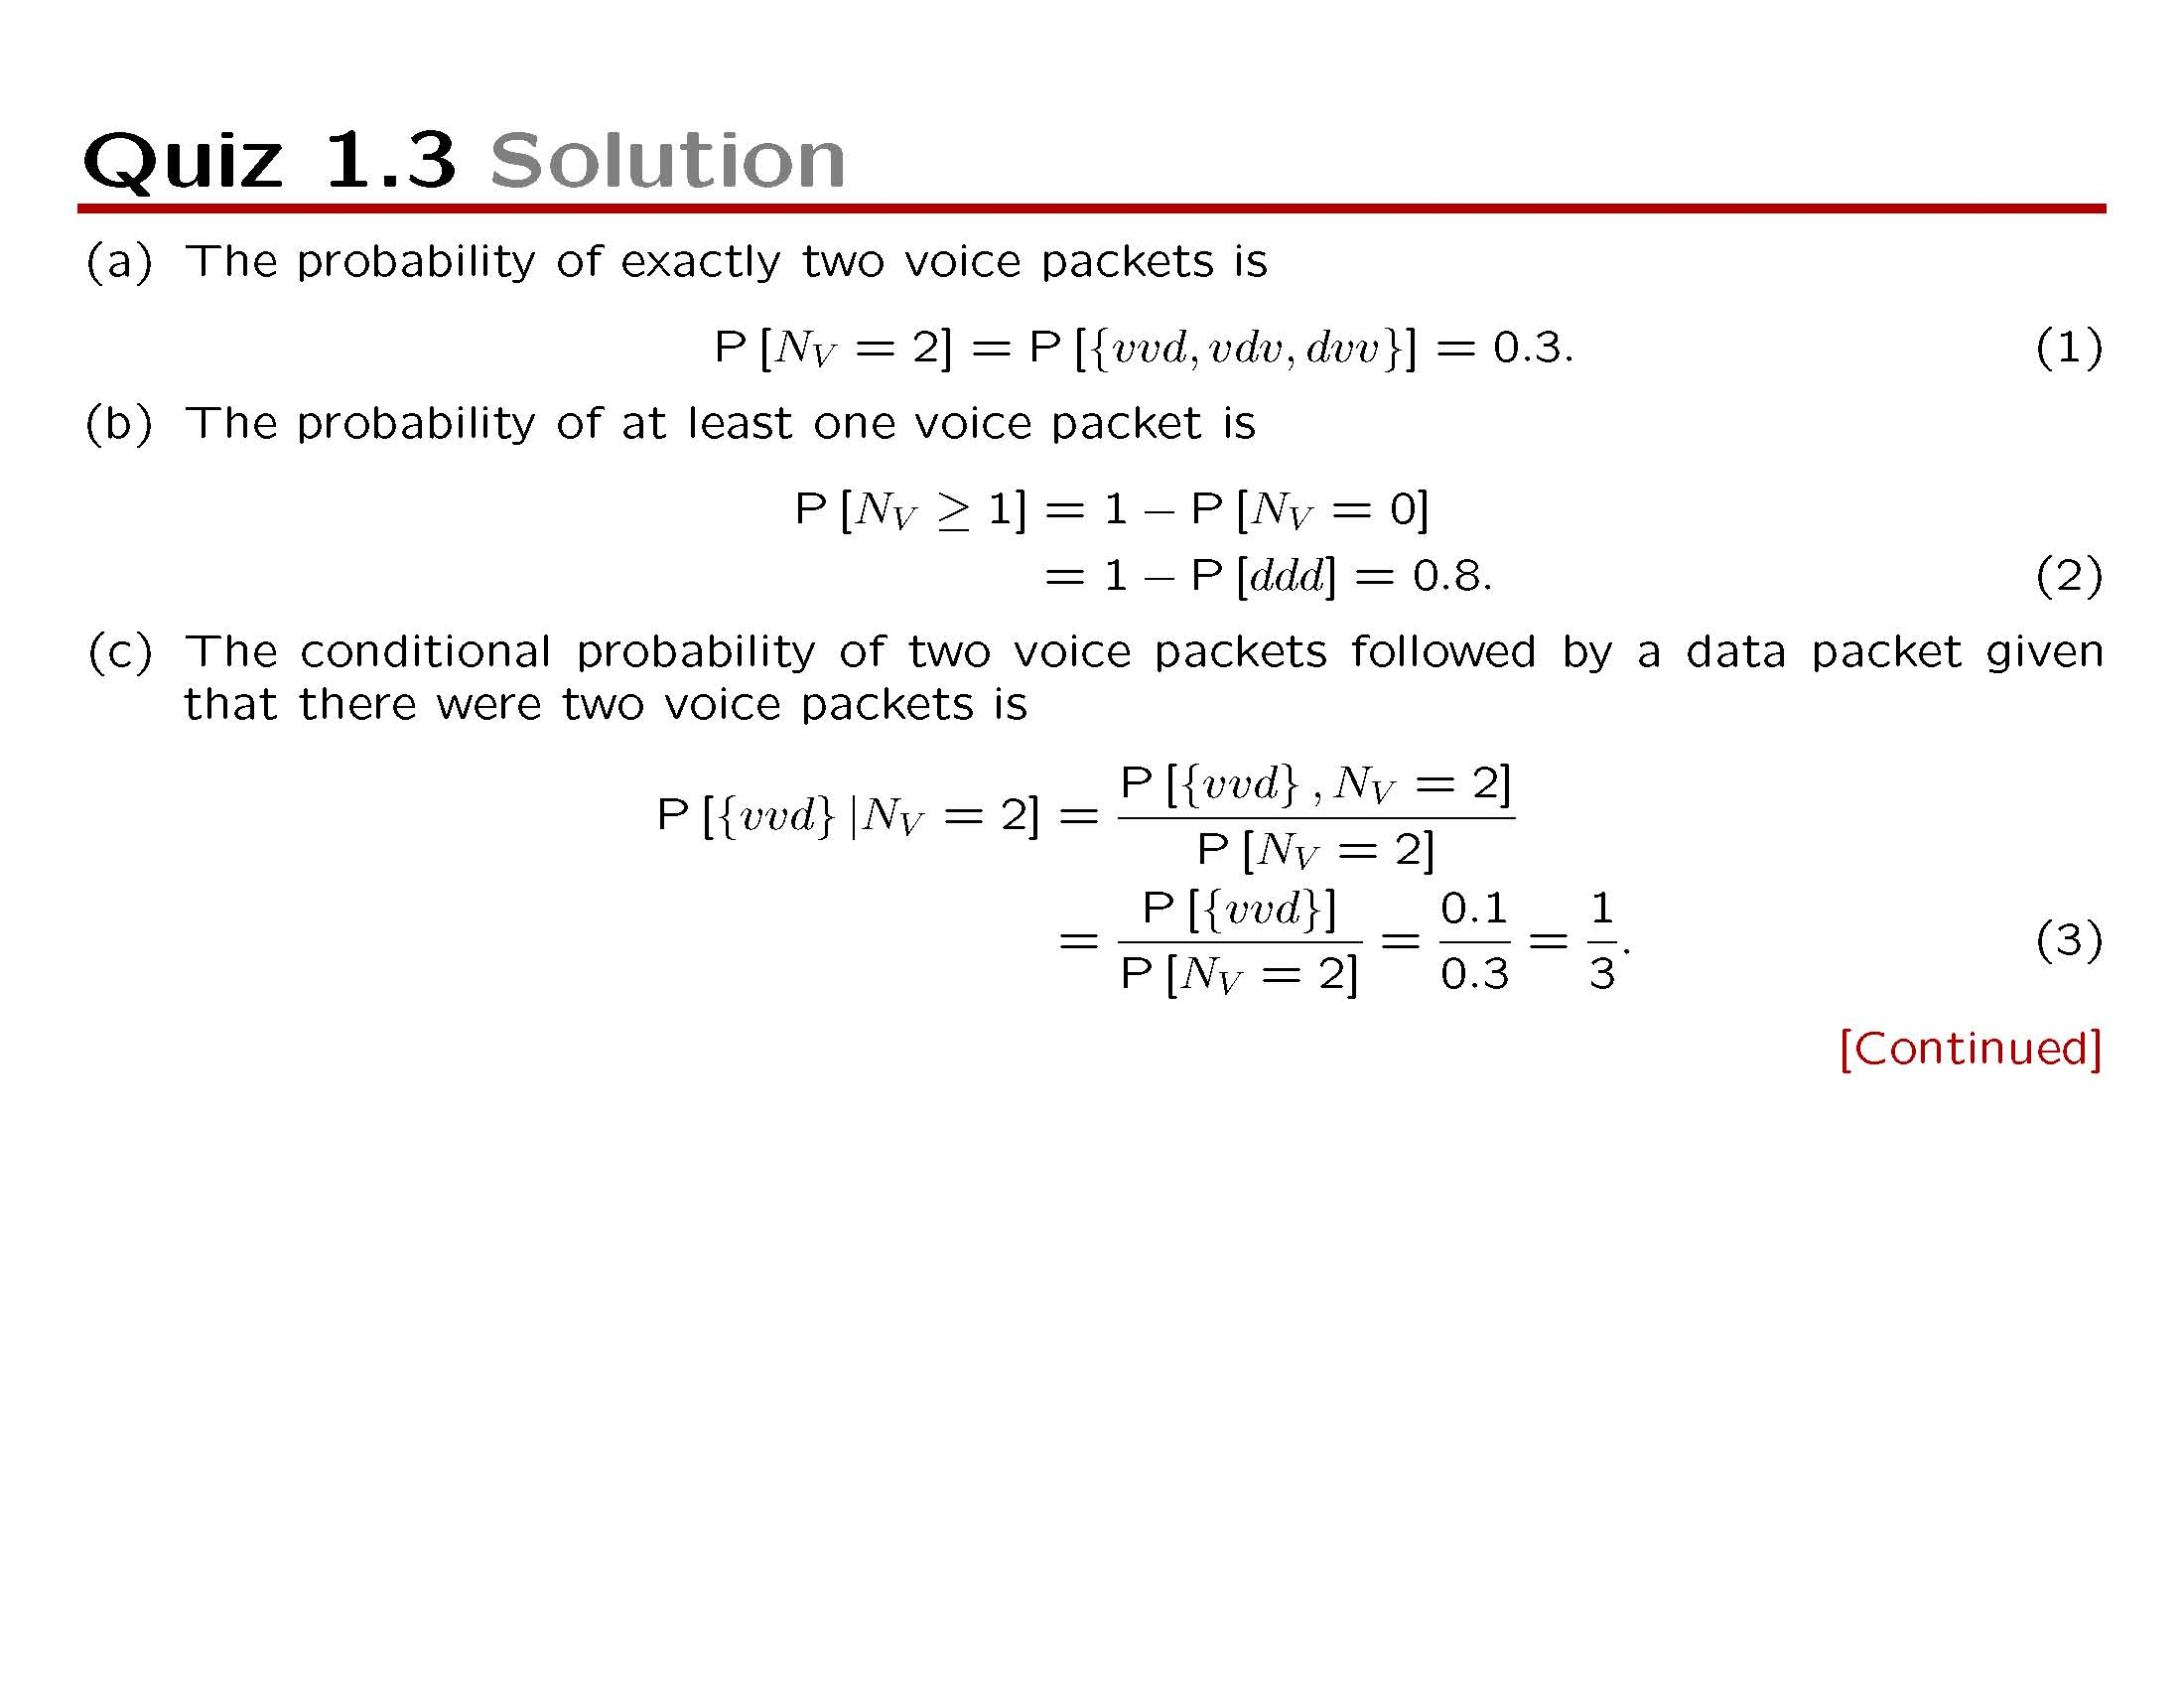 Quiz 1.3 Solution
(a) The probability of exactly two voice packets is
P [N_V = 2] = P [{vvd, vdv, dvv}] = 0.3. (1)
(b) The probability of at least one voice packet is
P [N_V ≥ 1] = 1 − P [N_V = 0]
= 1 − P [ddd] = 0.8. (2)
(c) The conditional probability of two voice packets followed by a data packet given
that there were two voice packets is
P [{vvd} |N_V = 2] = \frac{P [{vvd} , N_V = 2]}{P [N_V = 2]}
= \frac{P [{vvd}]}{P [N_V = 2]} = \frac{0.1}{0.3} = \frac{1}{3}. (3)
[Continued]